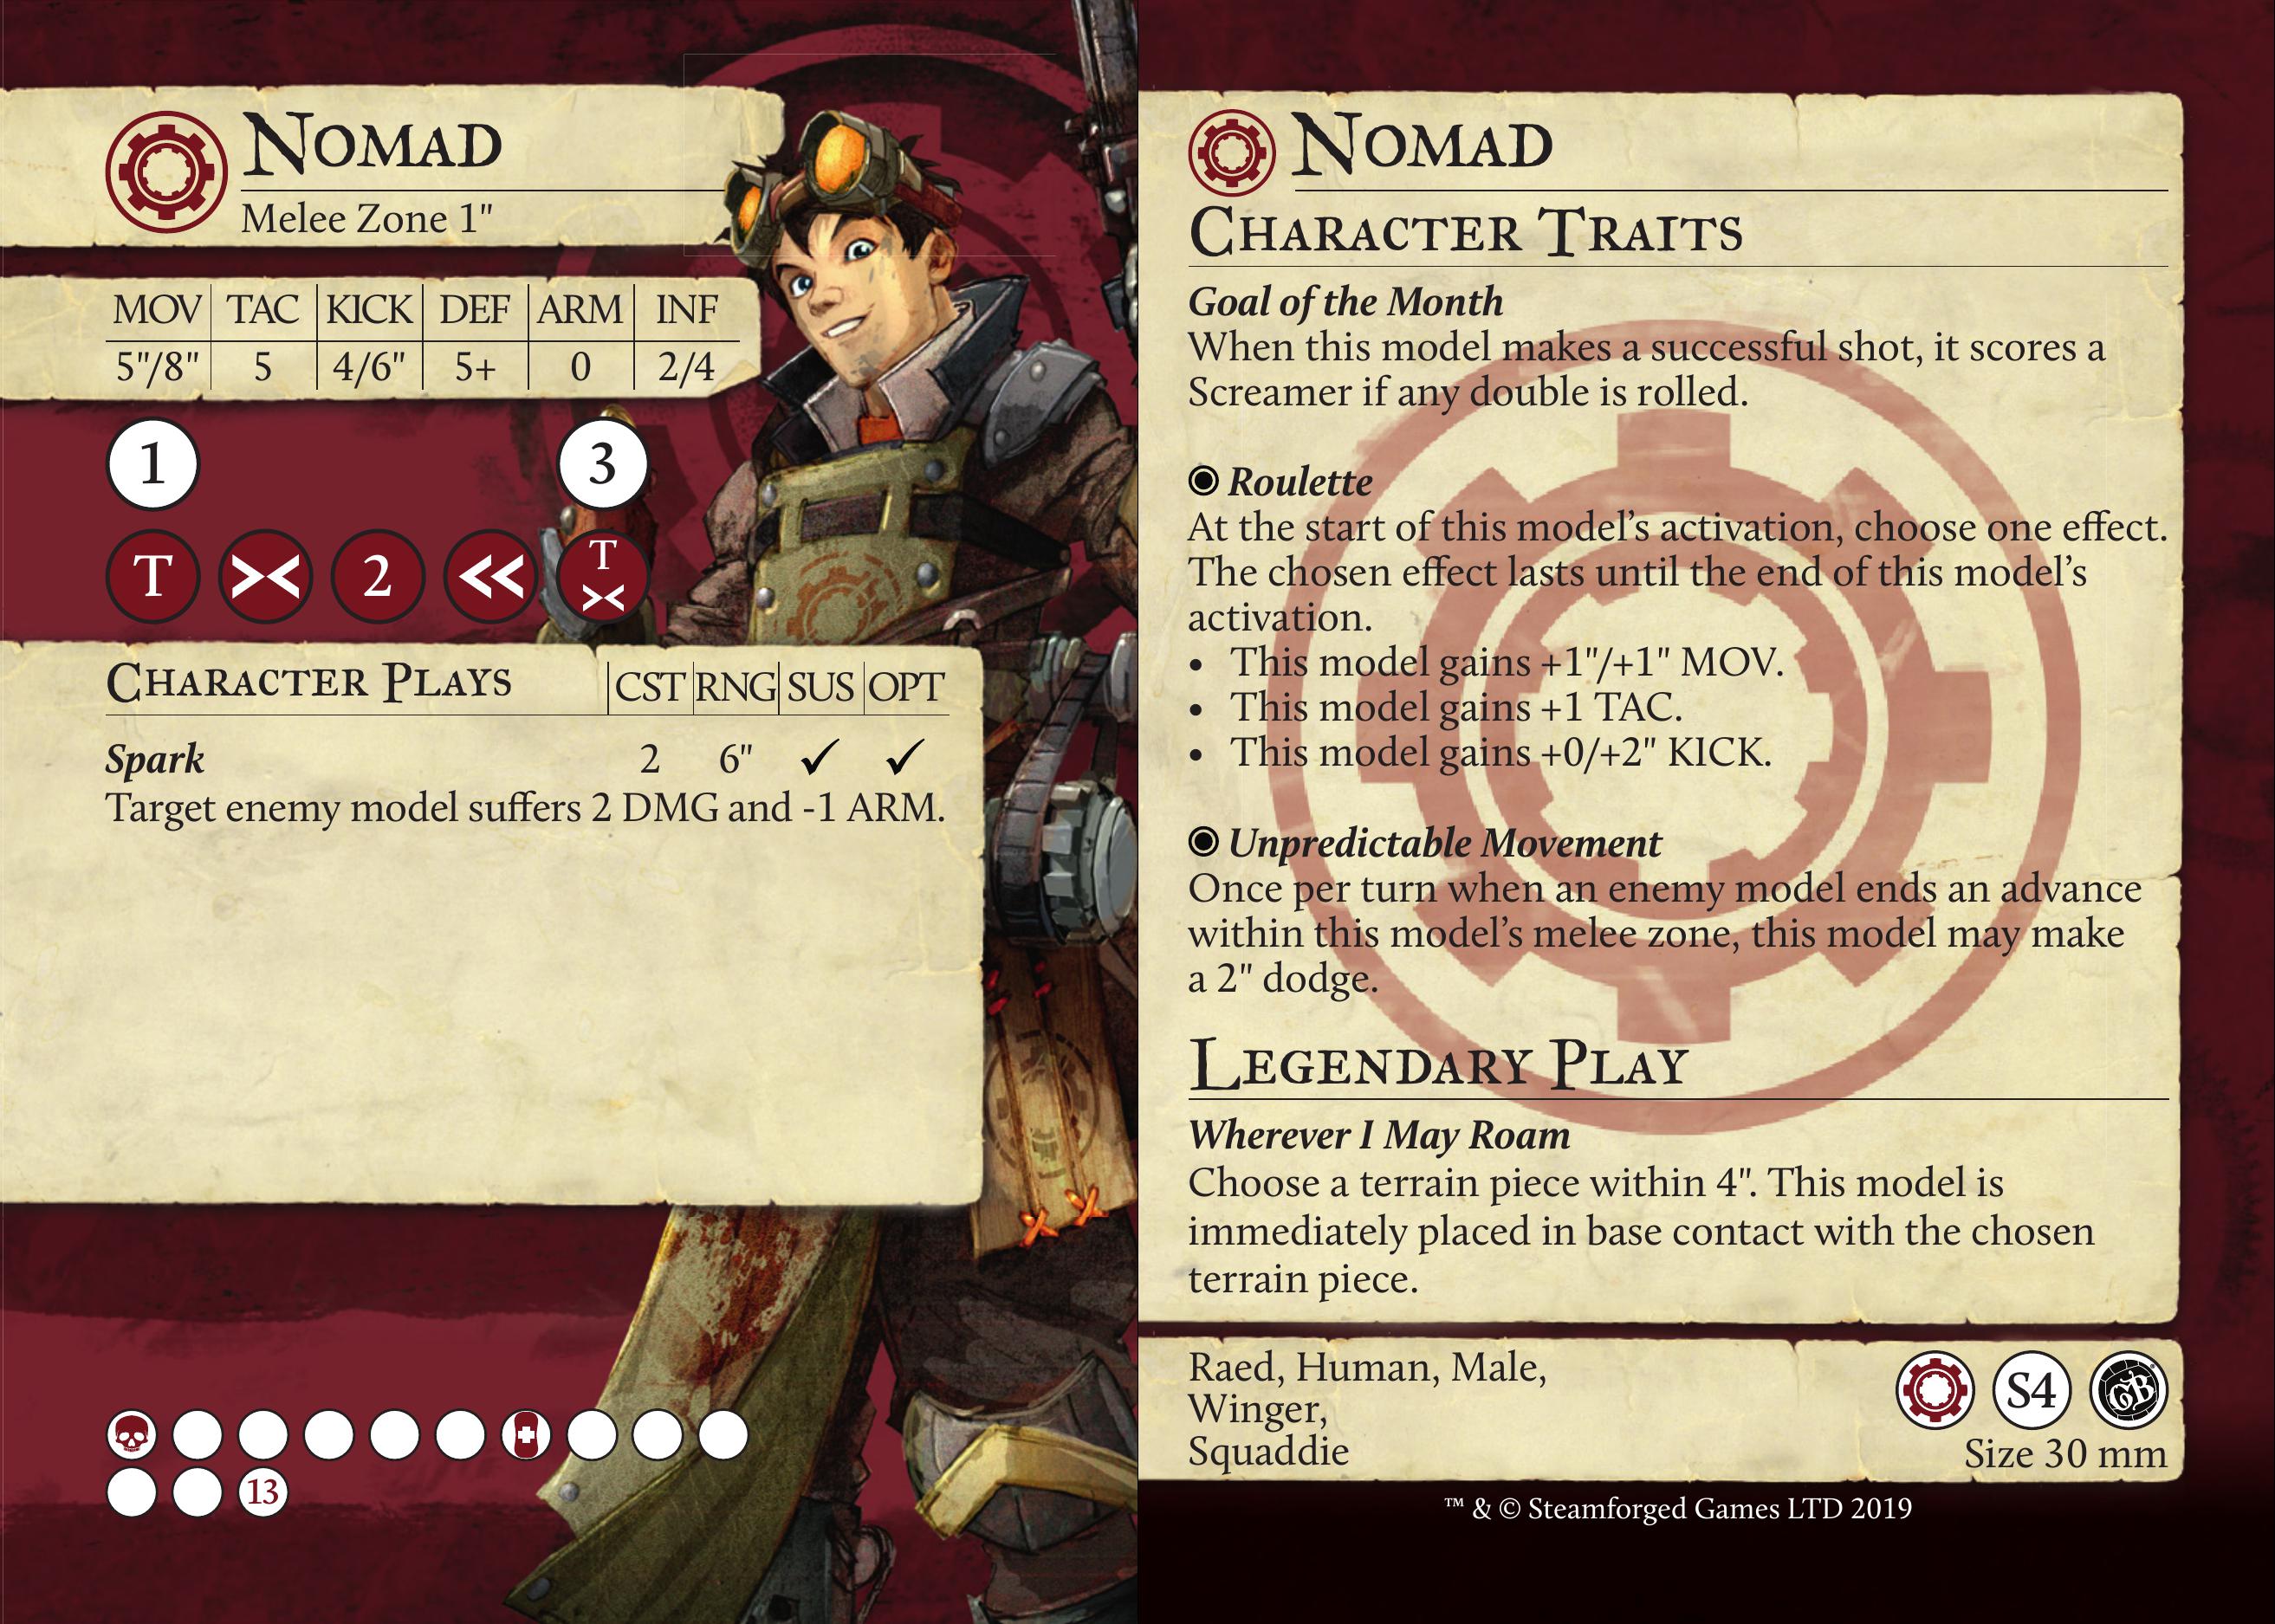 Nomad
Melee Zone 1"
MOV TAC KICK DEF ARM INF
5"/8" 5 4/6" 5+ 0 2/4
1 3
T >< 2 << T
><
Character Plays CST RNG SUS OPT
Spark 2 6" ✓ ✓
Target enemy model suffers 2 DMG and -1 ARM.
13
Nomad
Character Traits
Goal of the Month
When this model makes a successful shot, it scores a
Screamer if any double is rolled.
Roulette
At the start of this model's activation, choose one effect.
The chosen effect lasts until the end of this model's
activation.
• This model gains +1"/+1" MOV.
• This model gains +1 TAC.
• This model gains +0/+2" KICK.
Unpredictable Movement
Once per turn when an enemy model ends an advance
within this model's melee zone, this model may make
a 2" dodge.
Legendary Play
Wherever I May Roam
Choose a terrain piece within 4". This model is
immediately placed in base contact with the chosen
terrain piece.
Raed, Human, Male,
Winger,
Squaddie
S4 GB
Size 30 mm
™ & © Steamforged Games LTD 2019